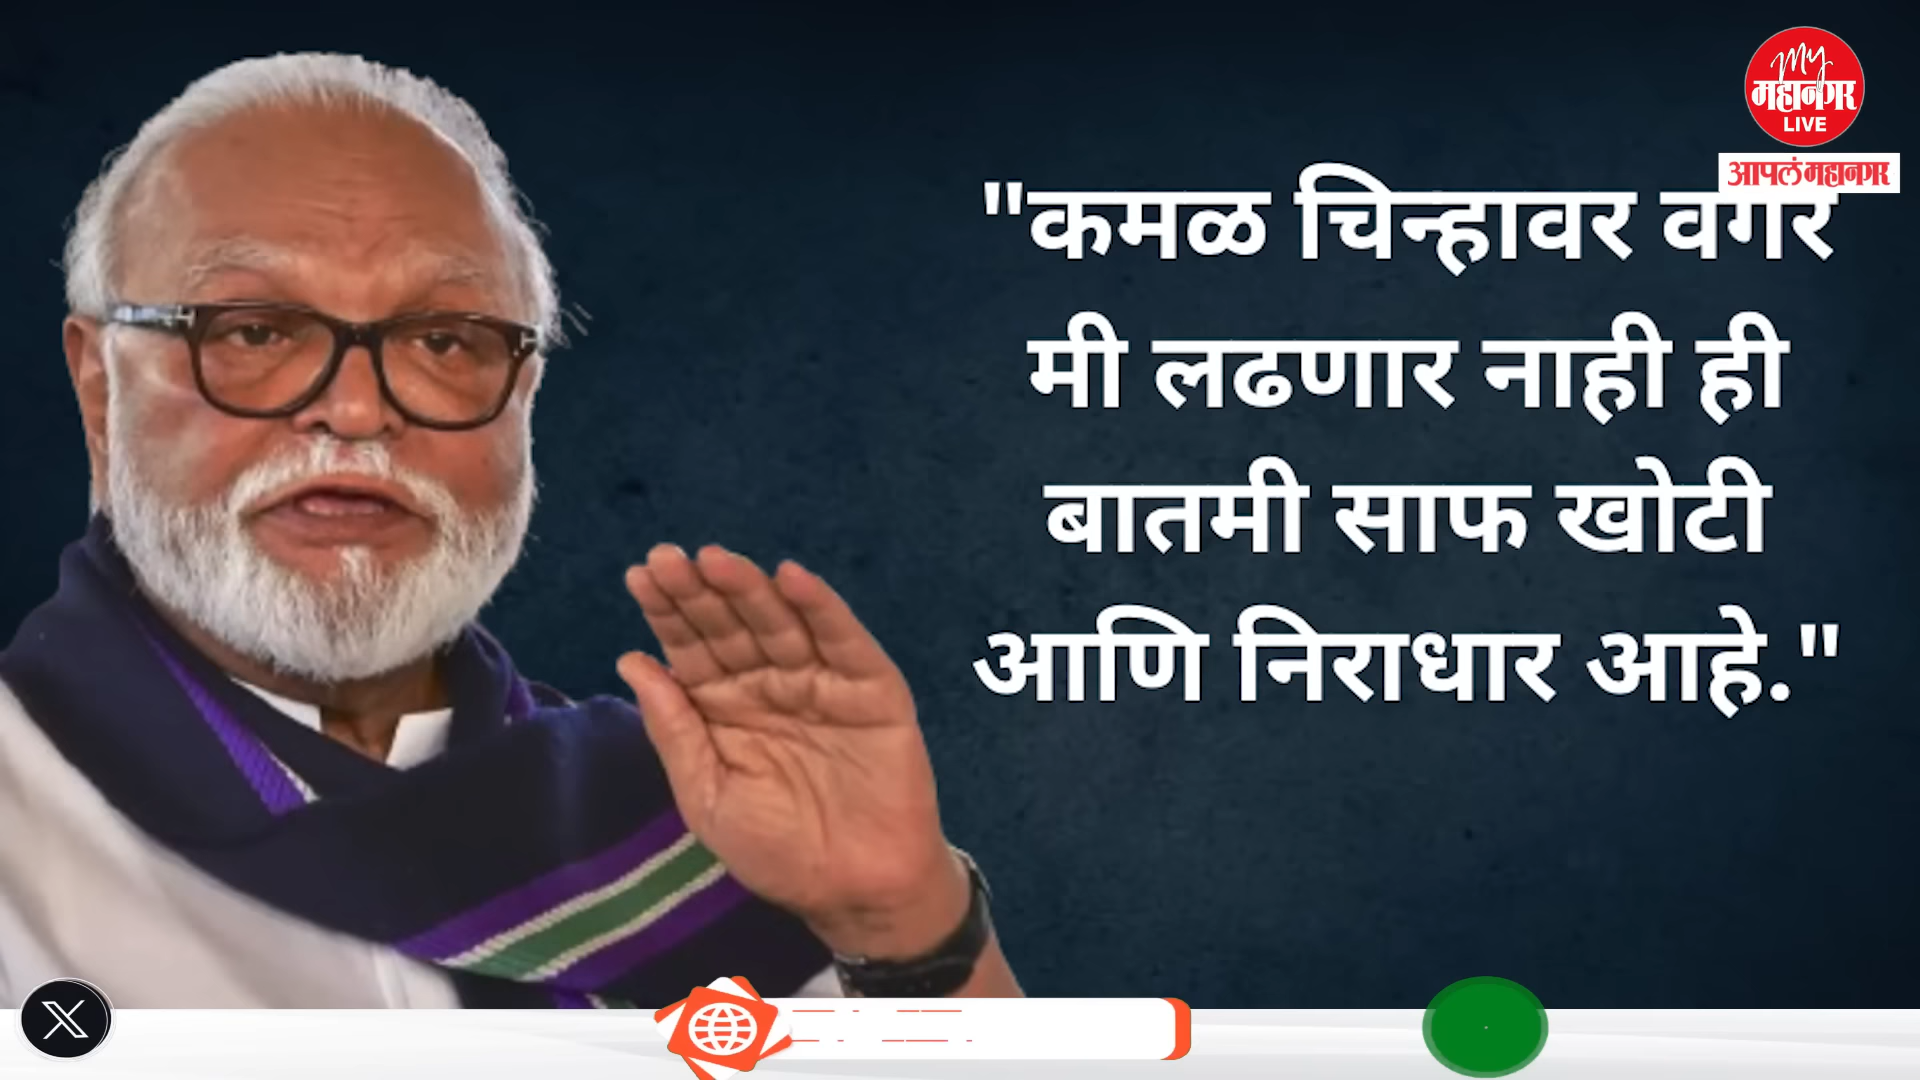 My
महानगर
LIVE
आपलं महानगर
"कमळ चिन्हावर वगैरे
मी लढणार नाही ही
बातमी साफ खोटी
आणि निराधार आहे."
X